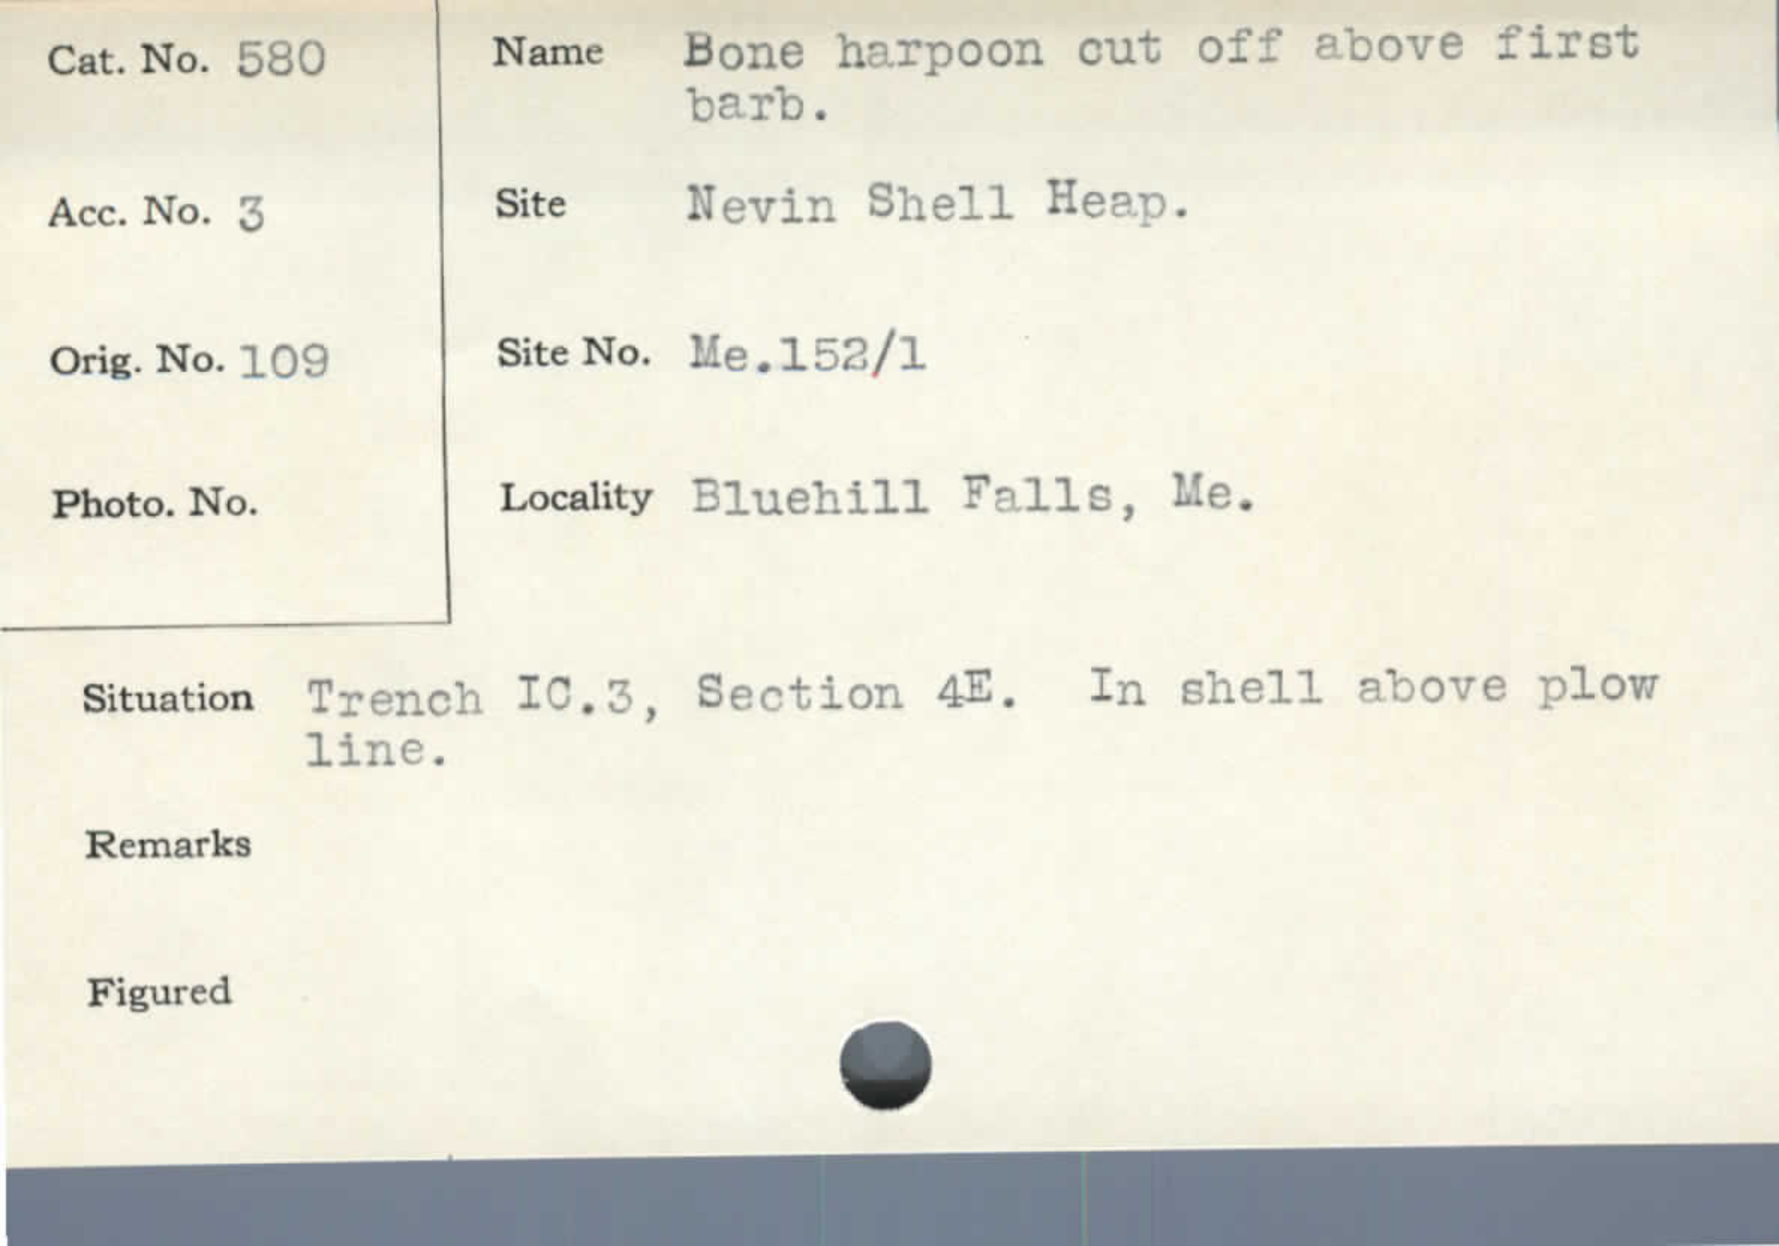 Cat. No. 580
Name Bone harpoon cut off above first
barb.
Acc. No. 3
Site Nevin Shell Heap.
Orig. No. 109
Site No. Me.152/1
Photo. No.
Locality Bluehill Falls, Me.
Situation Trench IC.3, Section 4E. In shell above plow
line.
Remarks
Figured